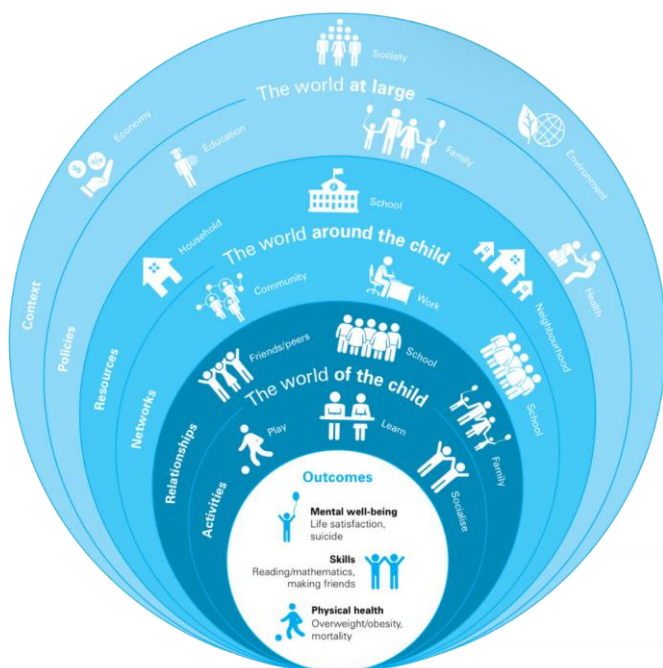 Society
The world at large
Economy
Education
Family
Environment
Health
Context
Policies
School
Household
The world around the child
Community
Work
Neighbourhood
School
Resources
Networks
Friends/peers
School
The world of the child
Play
Learn
Family
Socialise
Relationships
Activities
Outcomes
Mental well-being
Life satisfaction,
suicide
Skills
Reading/mathematics,
making friends
Physical health
Overweight/obesity,
mortality